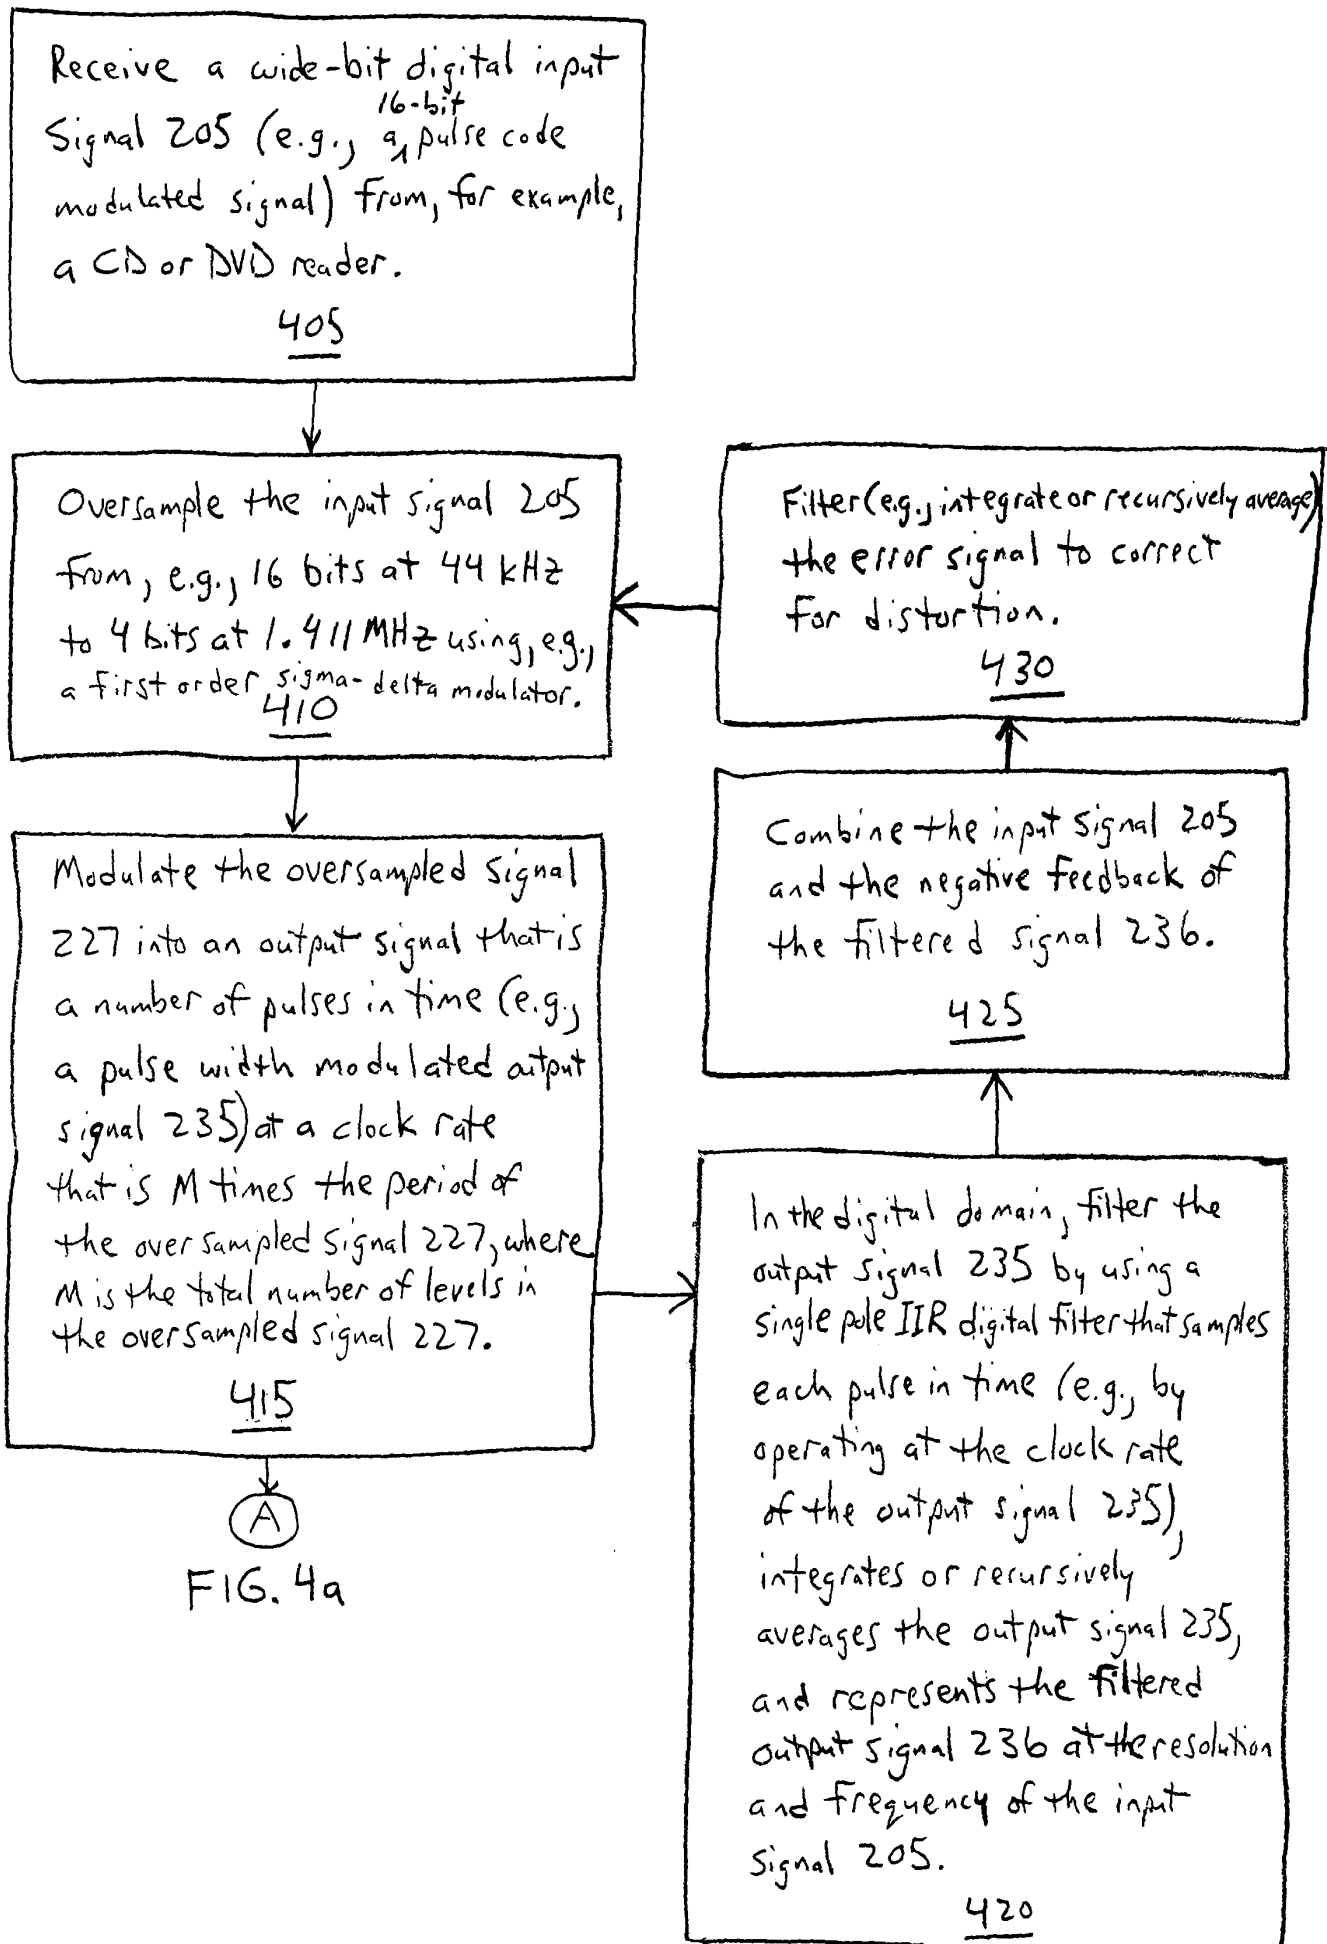 Receive a wide-bit digital input
16-bit
Signal 205 (e.g., a pulse code
modulated signal) from, for example,
a CD or DVD reader.
405
Oversample the input signal 205
from, e.g., 16 bits at 44 kHz
to 4 bits at 1.411 MHz using, e.g.,
a first order sigma-delta modulator.
410
Modulate the oversampled signal
227 into an output signal that is
a number of pulses in time (e.g.,
a pulse width modulated output
signal 235) at a clock rate
that is M times the period of
the oversampled signal 227, where
M is the total number of levels in
the oversampled signal 227.
415
A
FIG. 4a
Filter (e.g., integrate or recursively average)
the error signal to correct
for distortion.
430
Combine the input signal 205
and the negative feedback of
the filtered signal 236.
425
In the digital domain, filter the
output signal 235 by using a
single pole IIR digital filter that samples
each pulse in time (e.g., by
operating at the clock rate
of the output signal 235),
integrates or recursively
averages the output signal 235,
and represents the filtered
output signal 236 at the resolution
and frequency of the input
signal 205.
420